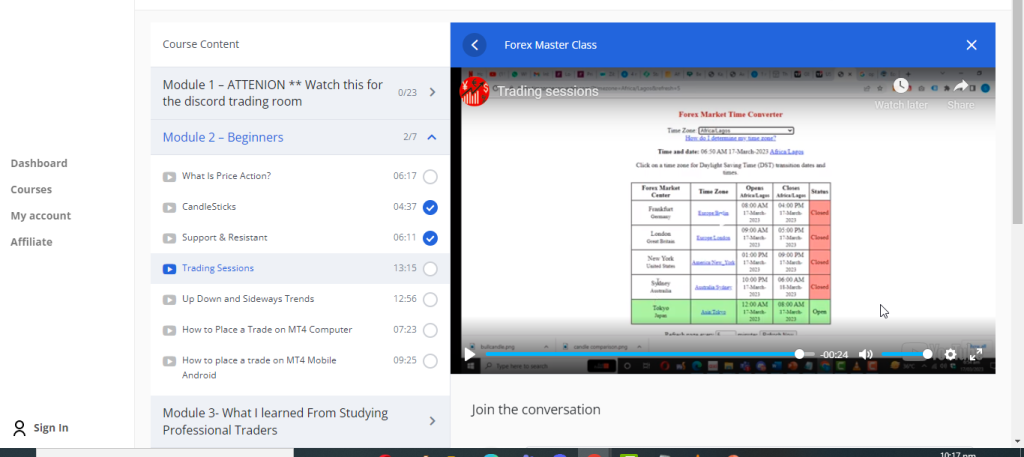 Course Content
Module 1 – ATTENION ** Watch this for
the discord trading room
0/23
Module 2 – Beginners
2/7
What Is Price Action?
06:17
CandleSticks
04:37
Support & Resistant
06:11
Trading Sessions
13:15
Up Down and Sideways Trends
12:56
How to Place a Trade on MT4 Computer
07:23
How to place a trade on MT4 Mobile
Android
09:25
Module 3- What I learned From Studying
Professional Traders
Dashboard
Courses
My account
Affiliate
Sign In
Forex Master Class
Trading sessions
Watch later
Share
Forex Market Time Converter
Time Zone: Africa/Lagos
How do I determine my time zone?
Time and date: 06:50 AM 17-March-2023 Africa/Lagos
Click on a time zone for Daylight Saving Time (DST) transition dates and
times.
Forex Market Center Time Zone Opens Africa/Lagos Closes Africa/Lagos Status
Frankfurt Germany Europe/Berlin 08:00 AM 17-March-2023 04:00 PM 17-March-2023 Closed
London Great Britain Europe/London 09:00 AM 17-March-2023 05:00 PM 17-March-2023 Closed
New York United States America/New_York 01:00 PM 17-March-2023 09:00 PM 17-March-2023 Closed
Sydney Australia Australia/Sydney 10:00 PM 17-March-2023 06:00 AM 18-March-2023 Closed
Tokyo Japan Asia/Tokyo 12:00 AM 17-March-2023 08:00 AM 17-March-2023 Open
-00:24
Type here to search
Join the conversation
10:17 pm